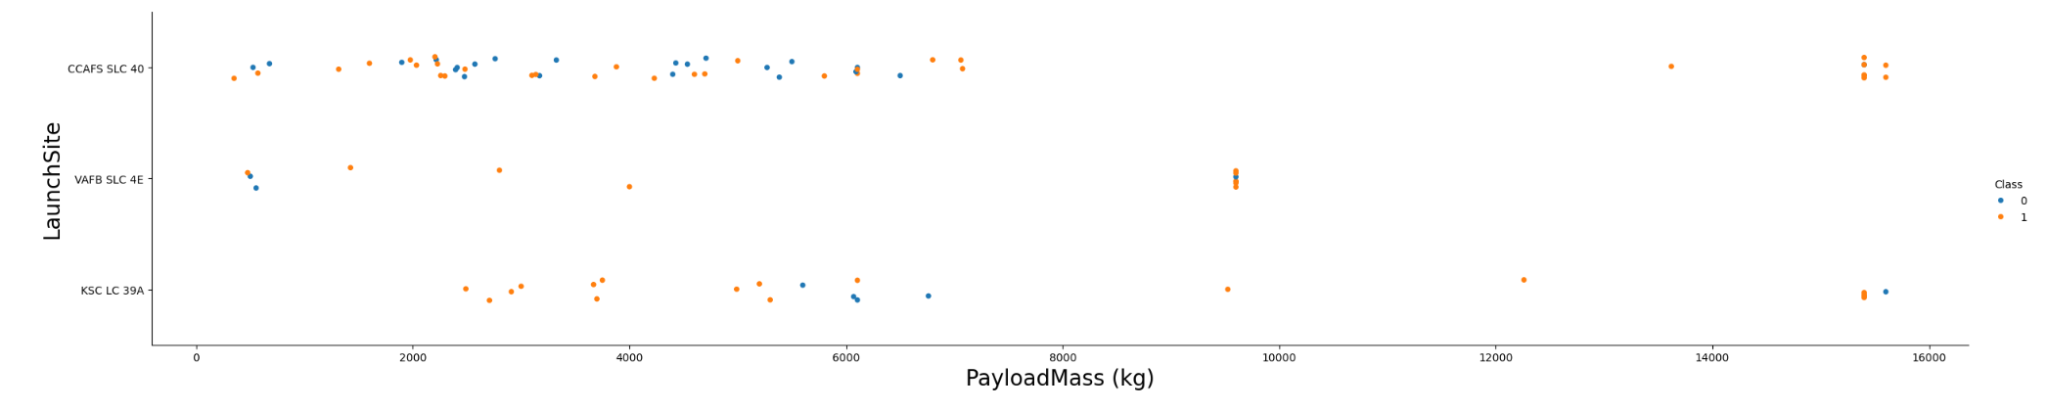 LaunchSite
CCAFS SLC 40
VAFB SLC 4E
KSC LC 39A
0 2000 4000 6000 8000 10000 12000 14000 16000
PayloadMass (kg)
Class
0
1